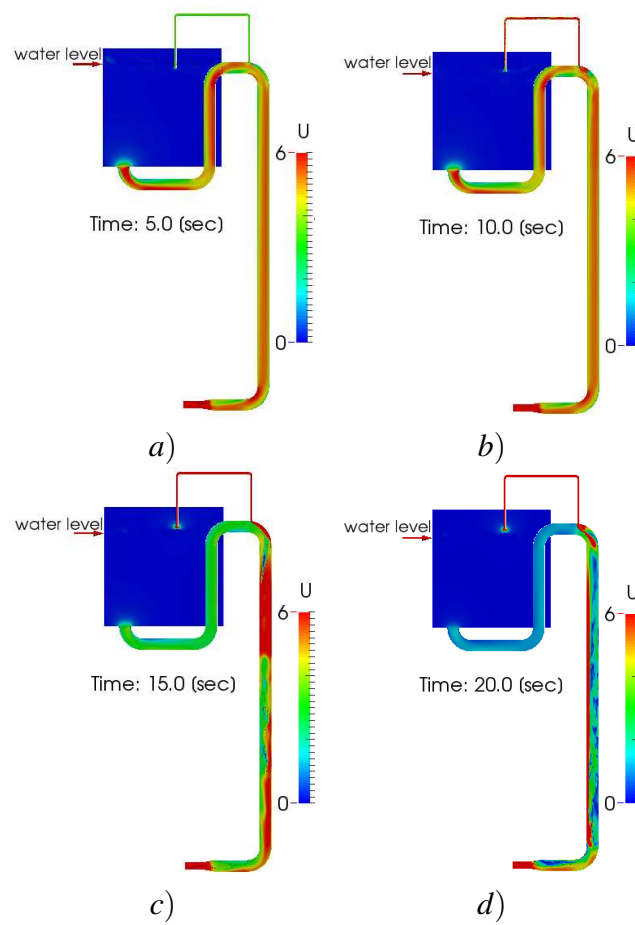 water level
U
6
Time: 5.0 (sec)
0
a)
water level
U
6
Time: 10.0 (sec)
0
b)
water level
U
6
Time: 15.0 (sec)
0
c)
water level
U
6
Time: 20.0 (sec)
0
d)